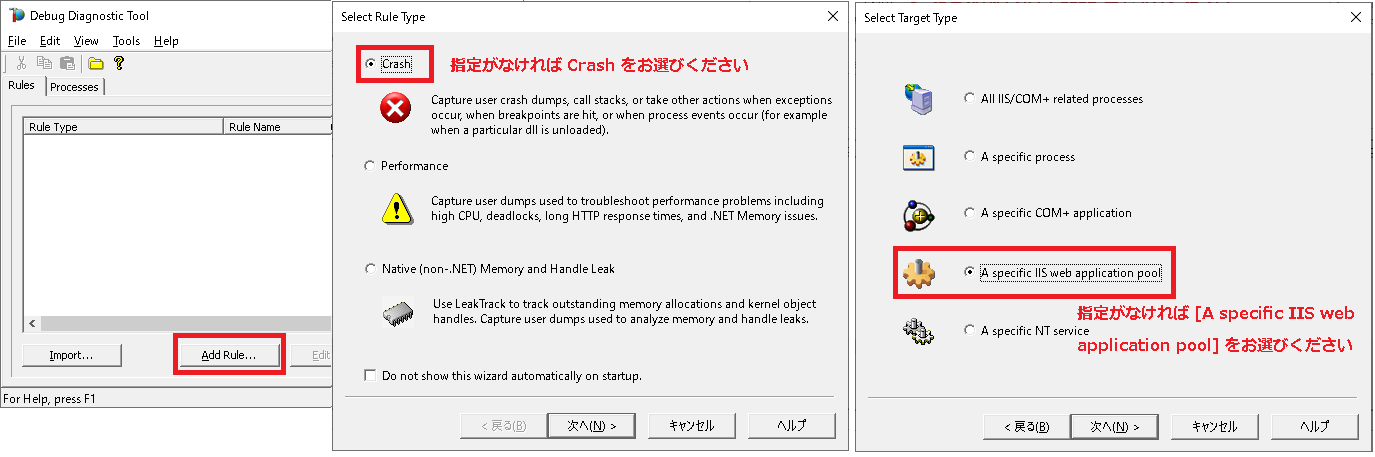 Debug Diagnostic Tool
File Edit View Tools Help
Rules Processes
Rule Type Rule Name
Import... Add Rule... Edit
For Help, press F1
Select Rule Type
Crash
指定がなければ Crash をお選びください
Capture user crash dumps, call stacks, or take other actions when exceptions
occur, when breakpoints are hit, or when process events occur (for example
when a particular dll is unloaded).
Performance
Capture user dumps used to troubleshoot performance problems including
high CPU, deadlocks, long HTTP response times, and .NET Memory issues.
Native (non-.NET) Memory and Handle Leak
Use LeakTrack to track outstanding memory allocations and kernel object
handles. Capture user dumps used to analyze memory and handle leaks.
Do not show this wizard automatically on startup.
< 戻る(B) 次へ(N) > キャンセル ヘルプ
Select Target Type
All IIS/COM+ related processes
A specific process
A specific COM+ application
A specific IIS web application pool
指定がなければ [A specific IIS web
A specific NT service
application pool] をお選びください
< 戻る(B) 次へ(N) > キャンセル ヘルプ